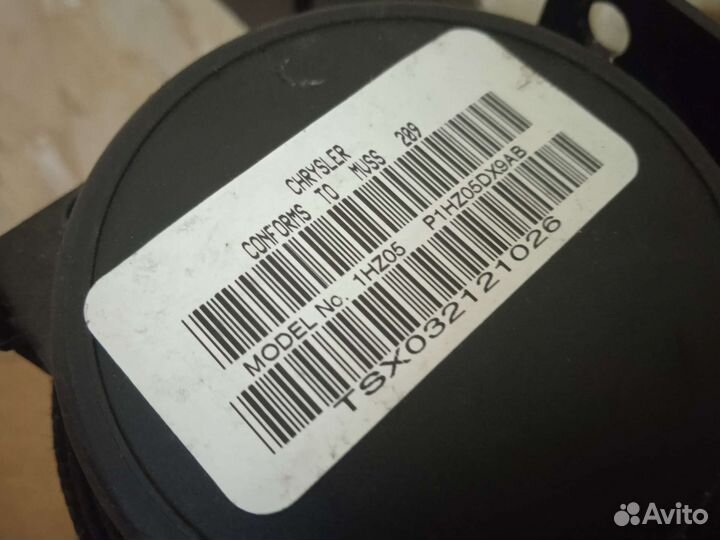 CHRYSLER
CONFORMS TO MVSS 209
MODEL No. 1HZ05 P1HZ05DX9AB
TSX032121026
Avito